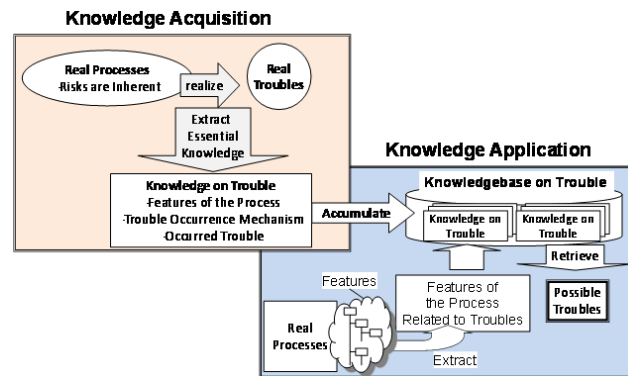 Knowledge Acquisition
Real Processes
-Risks are Inherent
realize
Real
Troubles
Extract
Essential
Knowledge
Knowledge on Trouble
-Features of the Process
-Trouble Occurrence Mechanism
-Occurred Trouble
Accumulate
Knowledge Application
Knowledgebase on Trouble
Knowledge on
Trouble
Knowledge on
Trouble
Retrieve
Possible
Troubles
Features of
the Process
Related to Troubles
Features
Real
Processes
Extract